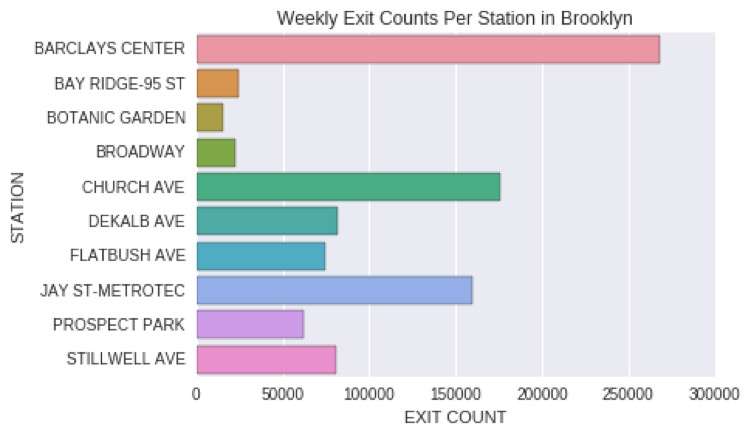 Weekly Exit Counts Per Station in Brooklyn
STATION
BARCLAYS CENTER
BAY RIDGE-95 ST
BOTANIC GARDEN
BROADWAY
CHURCH AVE
DEKALB AVE
FLATBUSH AVE
JAY ST-METROTEC
PROSPECT PARK
STILLWELL AVE
0 50000 100000 150000 200000 250000 300000
EXIT COUNT